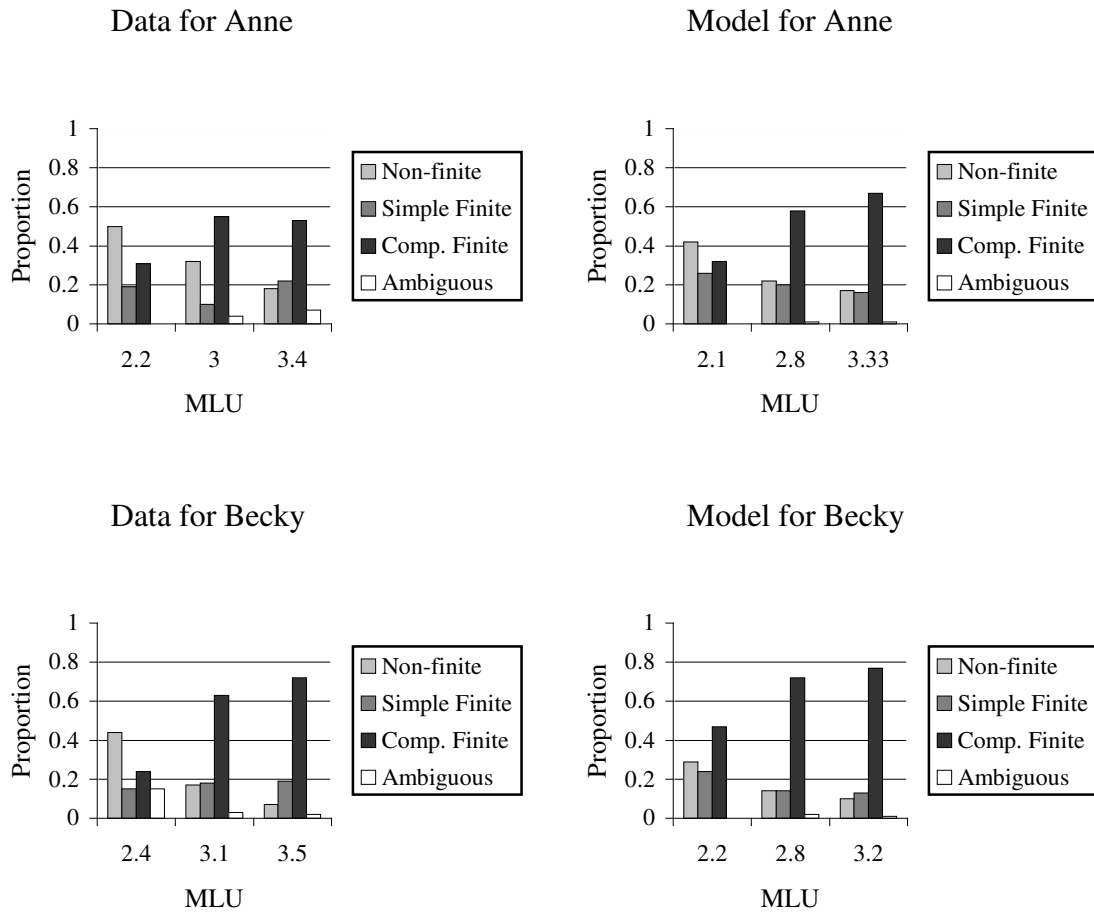 Data for Anne
Model for Anne
1
0.8
0.6
0.4
0.2
0
Proportion
2.2 3 3.4
MLU
Non-finite
Simple Finite
Comp. Finite
Ambiguous
1
0.8
0.6
0.4
0.2
0
Proportion
2.1 2.8 3.33
MLU
Non-finite
Simple Finite
Comp. Finite
Ambiguous
Data for Becky
Model for Becky
1
0.8
0.6
0.4
0.2
0
Proportion
2.4 3.1 3.5
MLU
Non-finite
Simple Finite
Comp. Finite
Ambiguous
1
0.8
0.6
0.4
0.2
0
Proportion
2.2 2.8 3.2
MLU
Non-finite
Simple Finite
Comp. Finite
Ambiguous